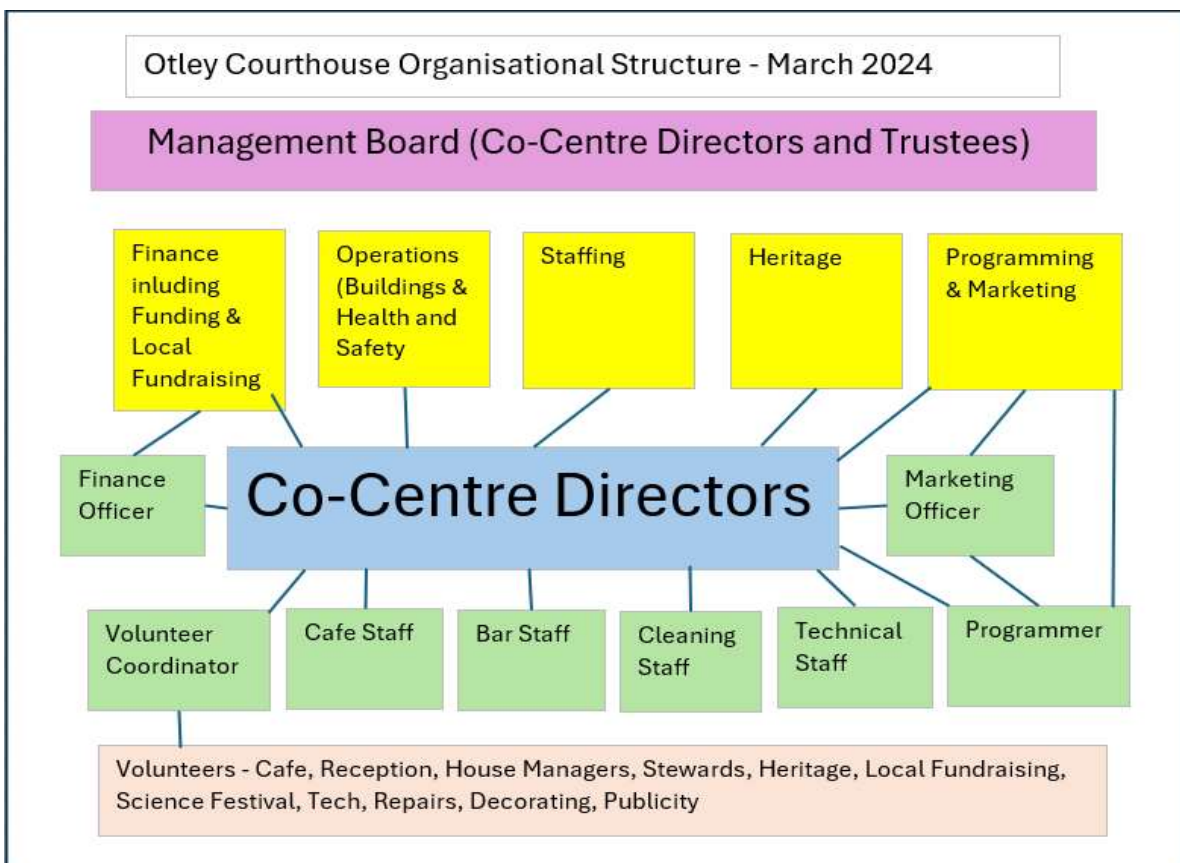 Otley Courthouse Organisational Structure - March 2024
Management Board (Co-Centre Directors and Trustees)
Finance
inluding
Funding &
Local
Fundraising
Operations
(Buildings &
Health and
Safety
Staffing
Heritage
Programming
& Marketing
Finance
Officer
Co-Centre Directors
Marketing
Officer
Volunteer
Coordinator
Cafe Staff
Bar Staff
Cleaning
Staff
Technical
Staff
Programmer
Volunteers - Cafe, Reception, House Managers, Stewards, Heritage, Local Fundraising,
Science Festival, Tech, Repairs, Decorating, Publicity